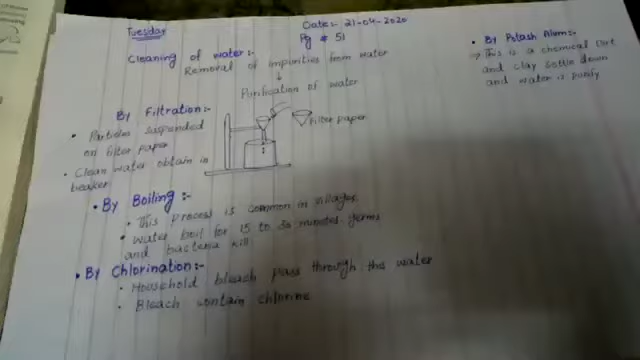 Tuesday
Date:- 21-04-2020
Pg # 51
Cleaning of water:-
Removal of impurities from water
↓
Purification of water
By Filtration:-
• Particles suspended
on filter paper
• Clean water obtain in
beaker
Filter paper
• By Boiling:-
• This process is common in villages
• Water boil for 15 to 30 minutes germs
and bacteria kill
• By Chlorination:-
• Household bleach pass through the water
• Bleach contain chlorine
• By Potash Alum:-
This is a chemical Dirt
and clay settle down
and water is purify